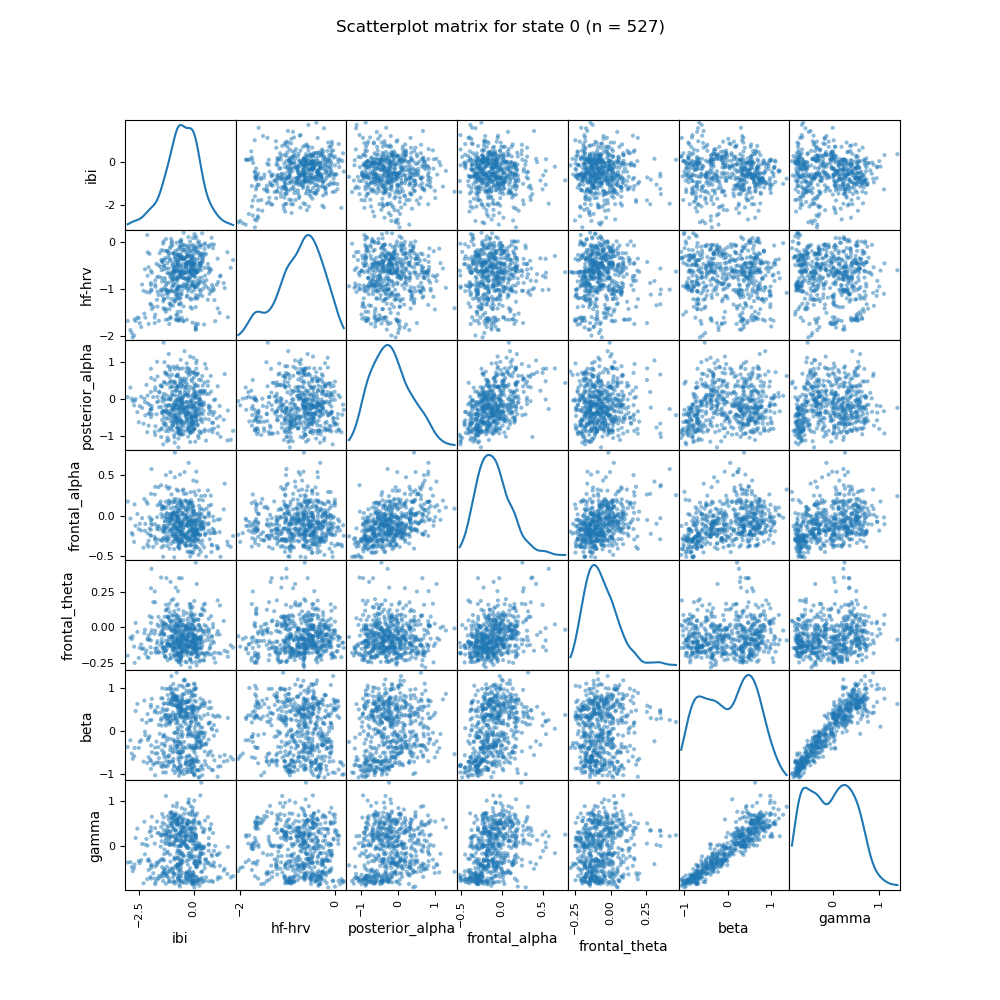 Scatterplot matrix for state 0 (n = 527)
ibi
0
−2
hf-hrv
0
−1
−2
posterior_alpha
1
0
−1
frontal_alpha
0.5
0.0
−0.5
frontal_theta
0.25
0.00
−0.25
beta
1
0
−1
gamma
1
0
−2.5
0.0
−2
0
−1
0
1
−0.5
0.0
0.5
−0.25
0.00
0.25
−1
0
1
0
1
ibi
hf-hrv
posterior_alpha
frontal_alpha
frontal_theta
beta
gamma